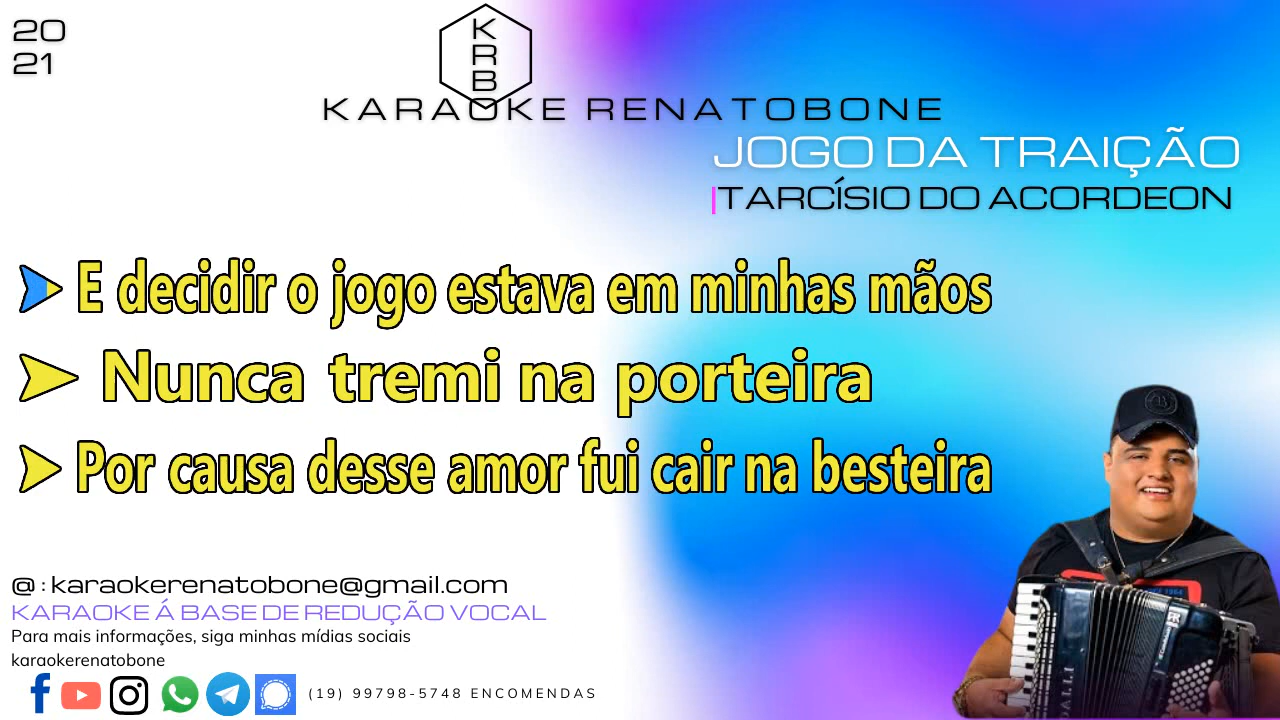 20
21
K
R
B
KARAOKE RENATOBONE
JOGO DA TRAIÇÃO
TARCÍSIO DO ACORDEON
E decidir o jogo estava em minhas mãos
Nunca tremi na porteira
Por causa desse amor fui cair na besteira
@ : karaokerenatobone@gmail.com
KARAOKE Á BASE DE REDUÇÃO VOCAL
Para mais informações, siga minhas mídias sociais
karaokerenatobone
(19) 99798-5748 ENCOMENDAS